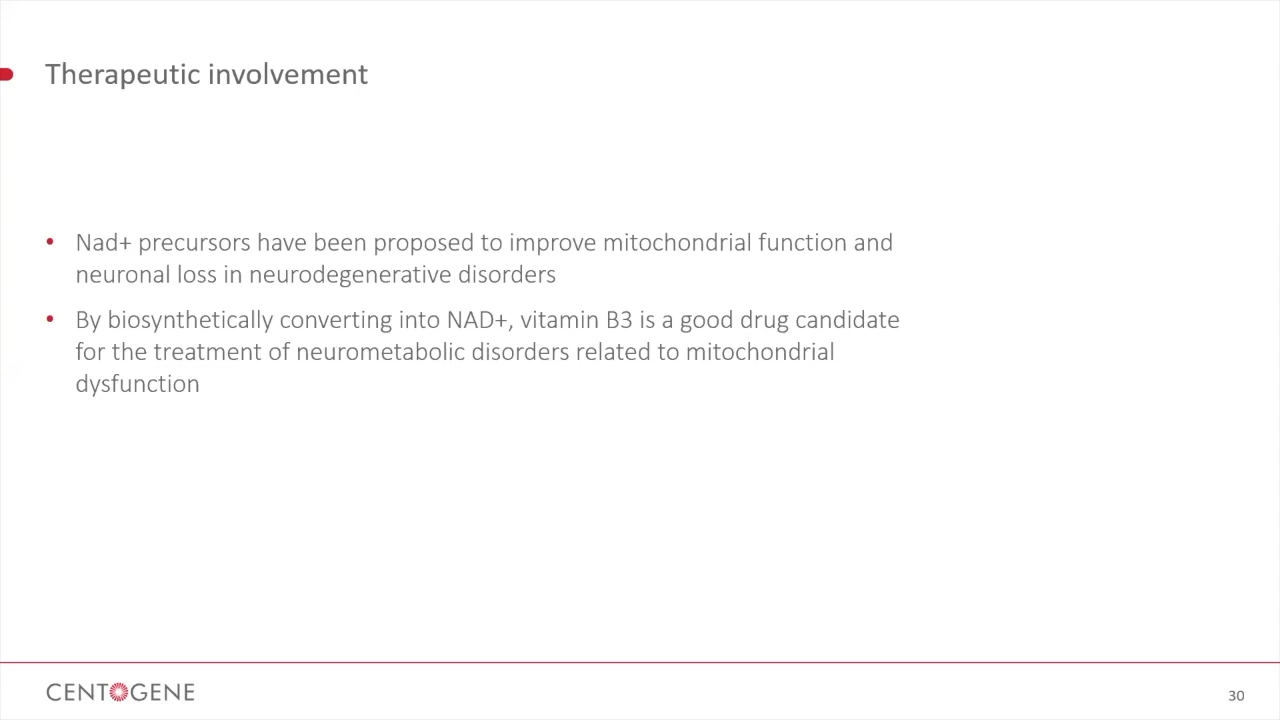 Therapeutic involvement
• Nad+ precursors have been proposed to improve mitochondrial function and
neuronal loss in neurodegenerative disorders
• By biosynthetically converting into NAD+, vitamin B3 is a good drug candidate
for the treatment of neurometabolic disorders related to mitochondrial
dysfunction
CENTOGENE
30